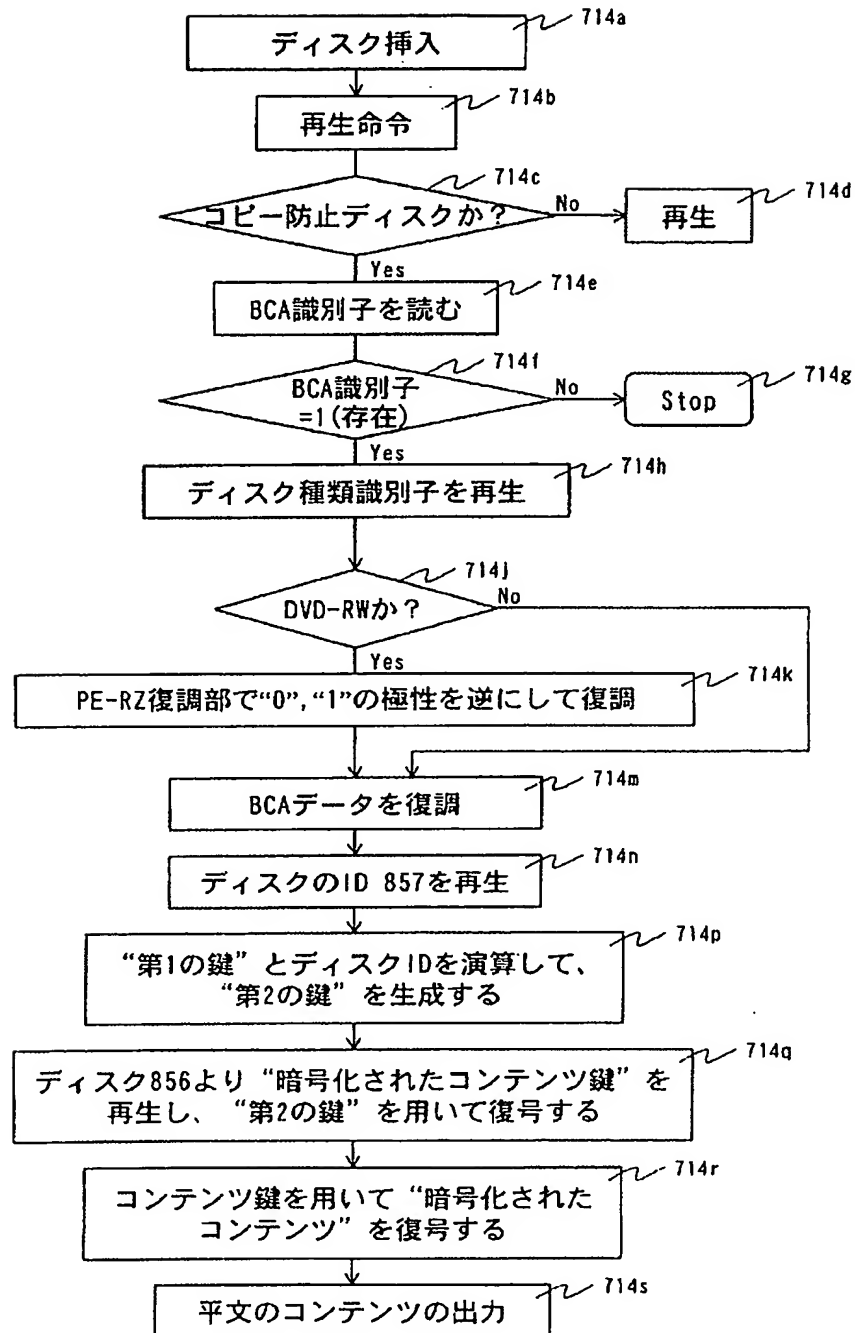 714a
ディスク挿入
714b
再生命令
714c
コピー防止ディスクか？
No
714d
再生
Yes
714e
BCA識別子を読む
714f
BCA識別子
=1(存在)
No
714g
Stop
Yes
714h
ディスク種類識別子を再生
714j
DVD-RWか？
No
Yes
714k
PE-RZ復調部で“0”,“1”の極性を逆にして復調
714m
BCAデータを復調
714n
ディスクのID 857を再生
714p
“第1の鍵”とディスクIDを演算して、
“第2の鍵”を生成する
714q
ディスク856より“暗号化されたコンテンツ鍵”を
再生し、“第2の鍵”を用いて復号する
714r
コンテンツ鍵を用いて“暗号化された
コンテンツ”を復号する
714s
平文のコンテンツの出力